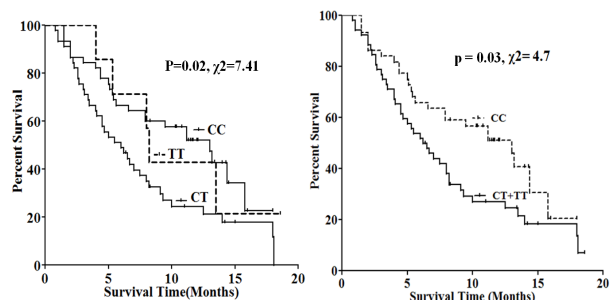 100
80
60
40
20
0
Percent Survival
P=0.02, χ2=7.41
CC
TT
CT
0 5 10 15 20
Survival Time(Months)
100
80
60
40
20
0
Percent Survival
p = 0.03, χ2= 4.7
CC
CT+TT
0 5 10 15 20
Survival Time(Months)